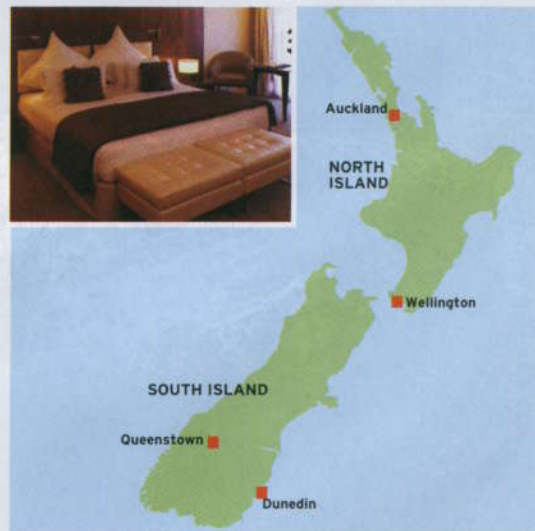 Auckland
NORTH
ISLAND
Wellington
SOUTH ISLAND
Queenstown
Dunedin